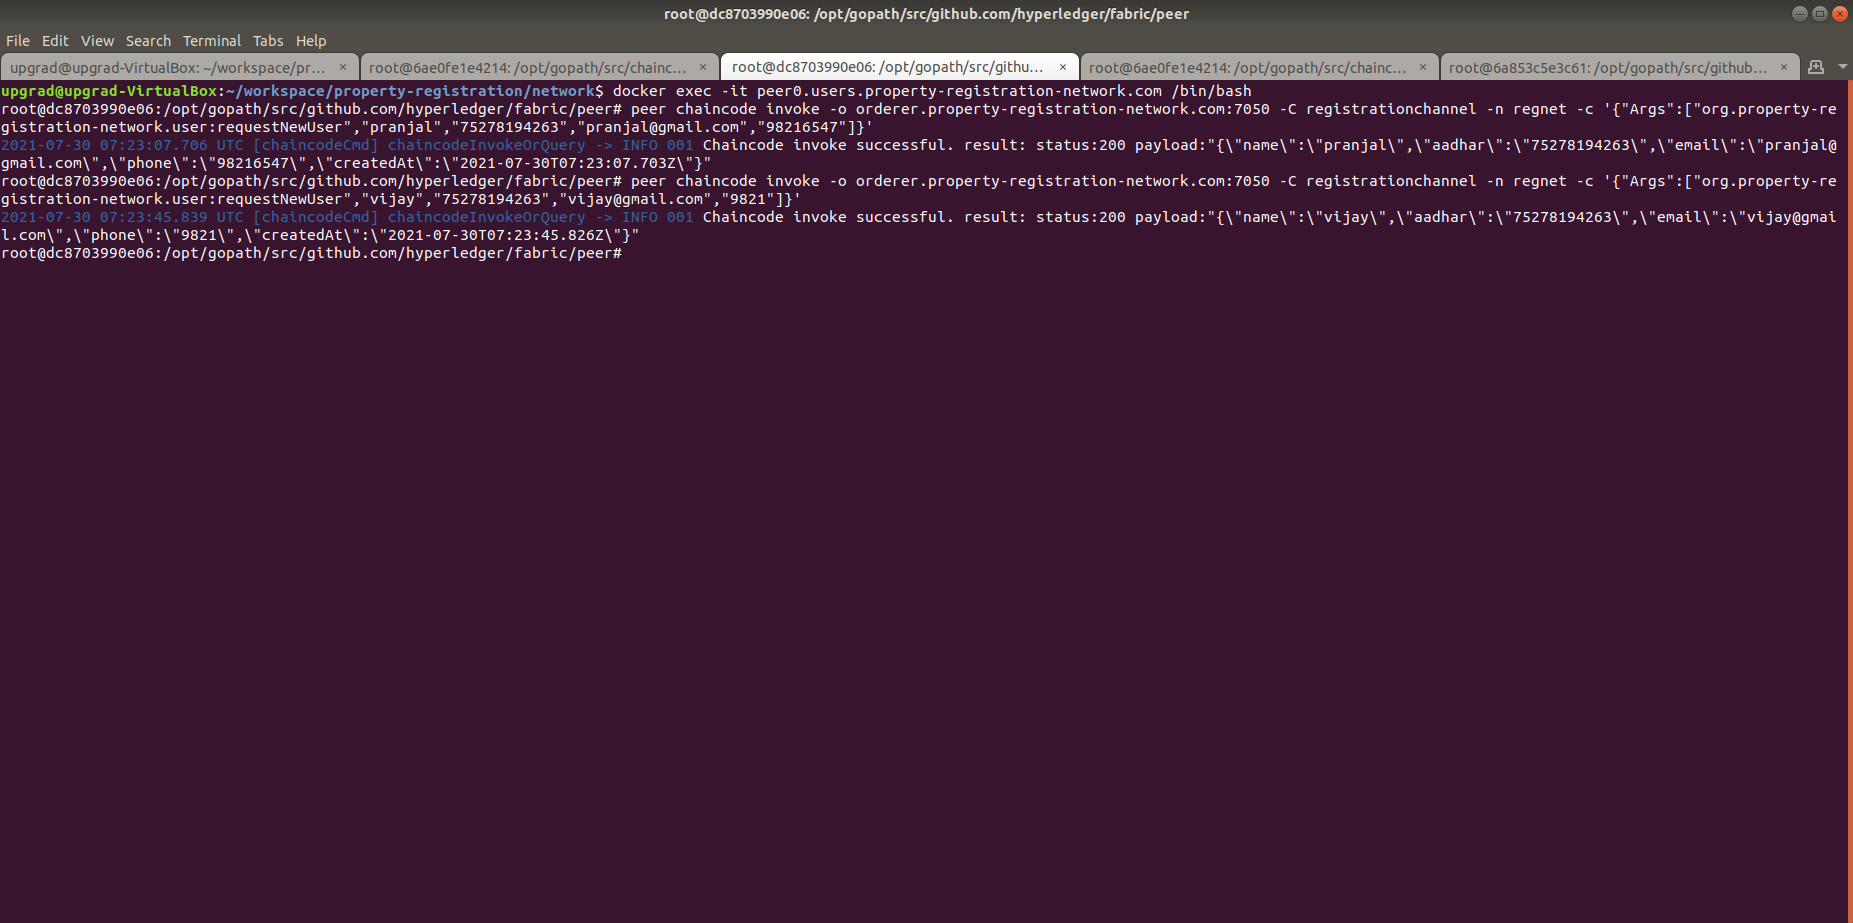 root@dc8703990e06: /opt/gopath/src/github.com/hyperledger/fabric/peer
File Edit View Search Terminal Tabs Help
upgrad@upgrad-VirtualBox: ~/workspace/pr... × root@6ae0fe1e4214: /opt/gopath/src/chainc... × root@dc8703990e06: /opt/gopath/src/githu... × root@6ae0fe1e4214: /opt/gopath/src/chainc... × root@6a853c5e3c61: /opt/gopath/src/github... ×
upgrad@upgrad-VirtualBox:~/workspace/property-registration/network$ docker exec -it peer0.users.property-registration-network.com /bin/bash
root@dc8703990e06:/opt/gopath/src/github.com/hyperledger/fabric/peer# peer chaincode invoke -o orderer.property-registration-network.com:7050 -C registrationchannel -n regnet -c '{"Args":["org.property-re
gistration-network.user:requestNewUser","pranjal","75278194263","pranjal@gmail.com","98216547"]}'
2021-07-30 07:23:07.706 UTC [chaincodeCmd] chaincodeInvokeOrQuery -> INFO 001 Chaincode invoke successful. result: status:200 payload:"{\"name\":\"pranjal\",\"aadhar\":\"75278194263\",\"email\":\"pranjal@
gmail.com\",\"phone\":\"98216547\",\"createdAt\":\"2021-07-30T07:23:07.703Z\"}"
root@dc8703990e06:/opt/gopath/src/github.com/hyperledger/fabric/peer# peer chaincode invoke -o orderer.property-registration-network.com:7050 -C registrationchannel -n regnet -c '{"Args":["org.property-re
gistration-network.user:requestNewUser","vijay","75278194263","vijay@gmail.com","9821"]}'
2021-07-30 07:23:45.839 UTC [chaincodeCmd] chaincodeInvokeOrQuery -> INFO 001 Chaincode invoke successful. result: status:200 payload:"{\"name\":\"vijay\",\"aadhar\":\"75278194263\",\"email\":\"vijay@gmai
l.com\",\"phone\":\"9821\",\"createdAt\":\"2021-07-30T07:23:45.826Z\"}"
root@dc8703990e06:/opt/gopath/src/github.com/hyperledger/fabric/peer#